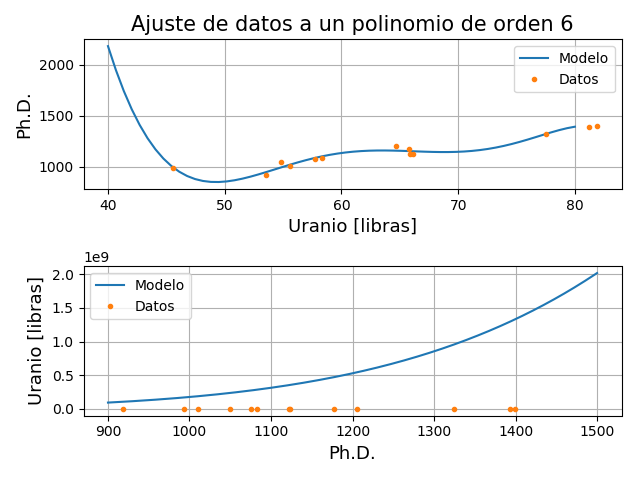 Ajuste de datos a un polinomio de orden 6
Ph.D.
2000
1500
1000
Modelo
Datos
40 50 60 70 80
Uranio [libras]
1e9
Uranio [libras]
2.0
1.5
1.0
0.5
0.0
Modelo
Datos
900 1000 1100 1200 1300 1400 1500
Ph.D.